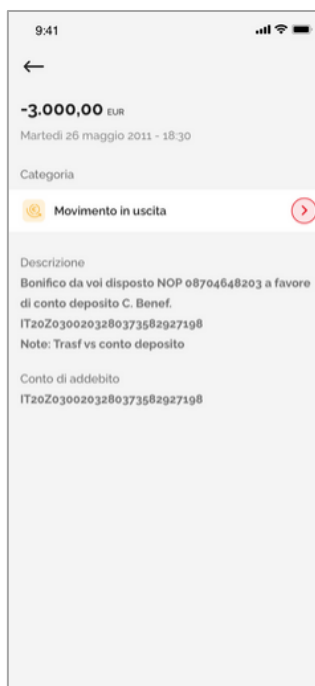 9:41
-3.000,00 EUR
Martedì 26 maggio 2011 - 18:30
Categoria
Movimento in uscita
Descrizione
Bonifico da voi disposto NOP 08704648203 a favore
di conto deposito C. Benef.
IT20Z0300203280373582927198
Note: Trasf vs conto deposito
Conto di addebito
IT20Z0300203280373582927198